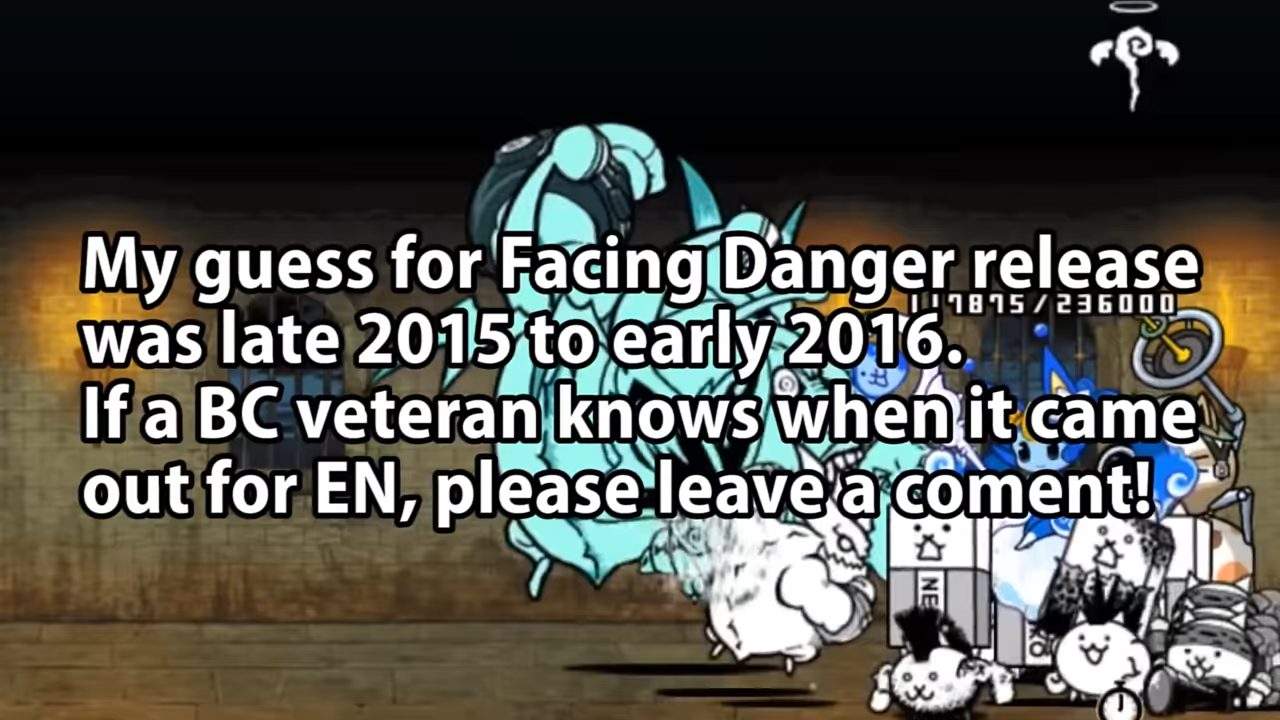 My guess for Facing Danger release
117875/236000
was late 2015 to early 2016.
If a BC veteran knows when it came
out for EN, please leave a coment!
NE